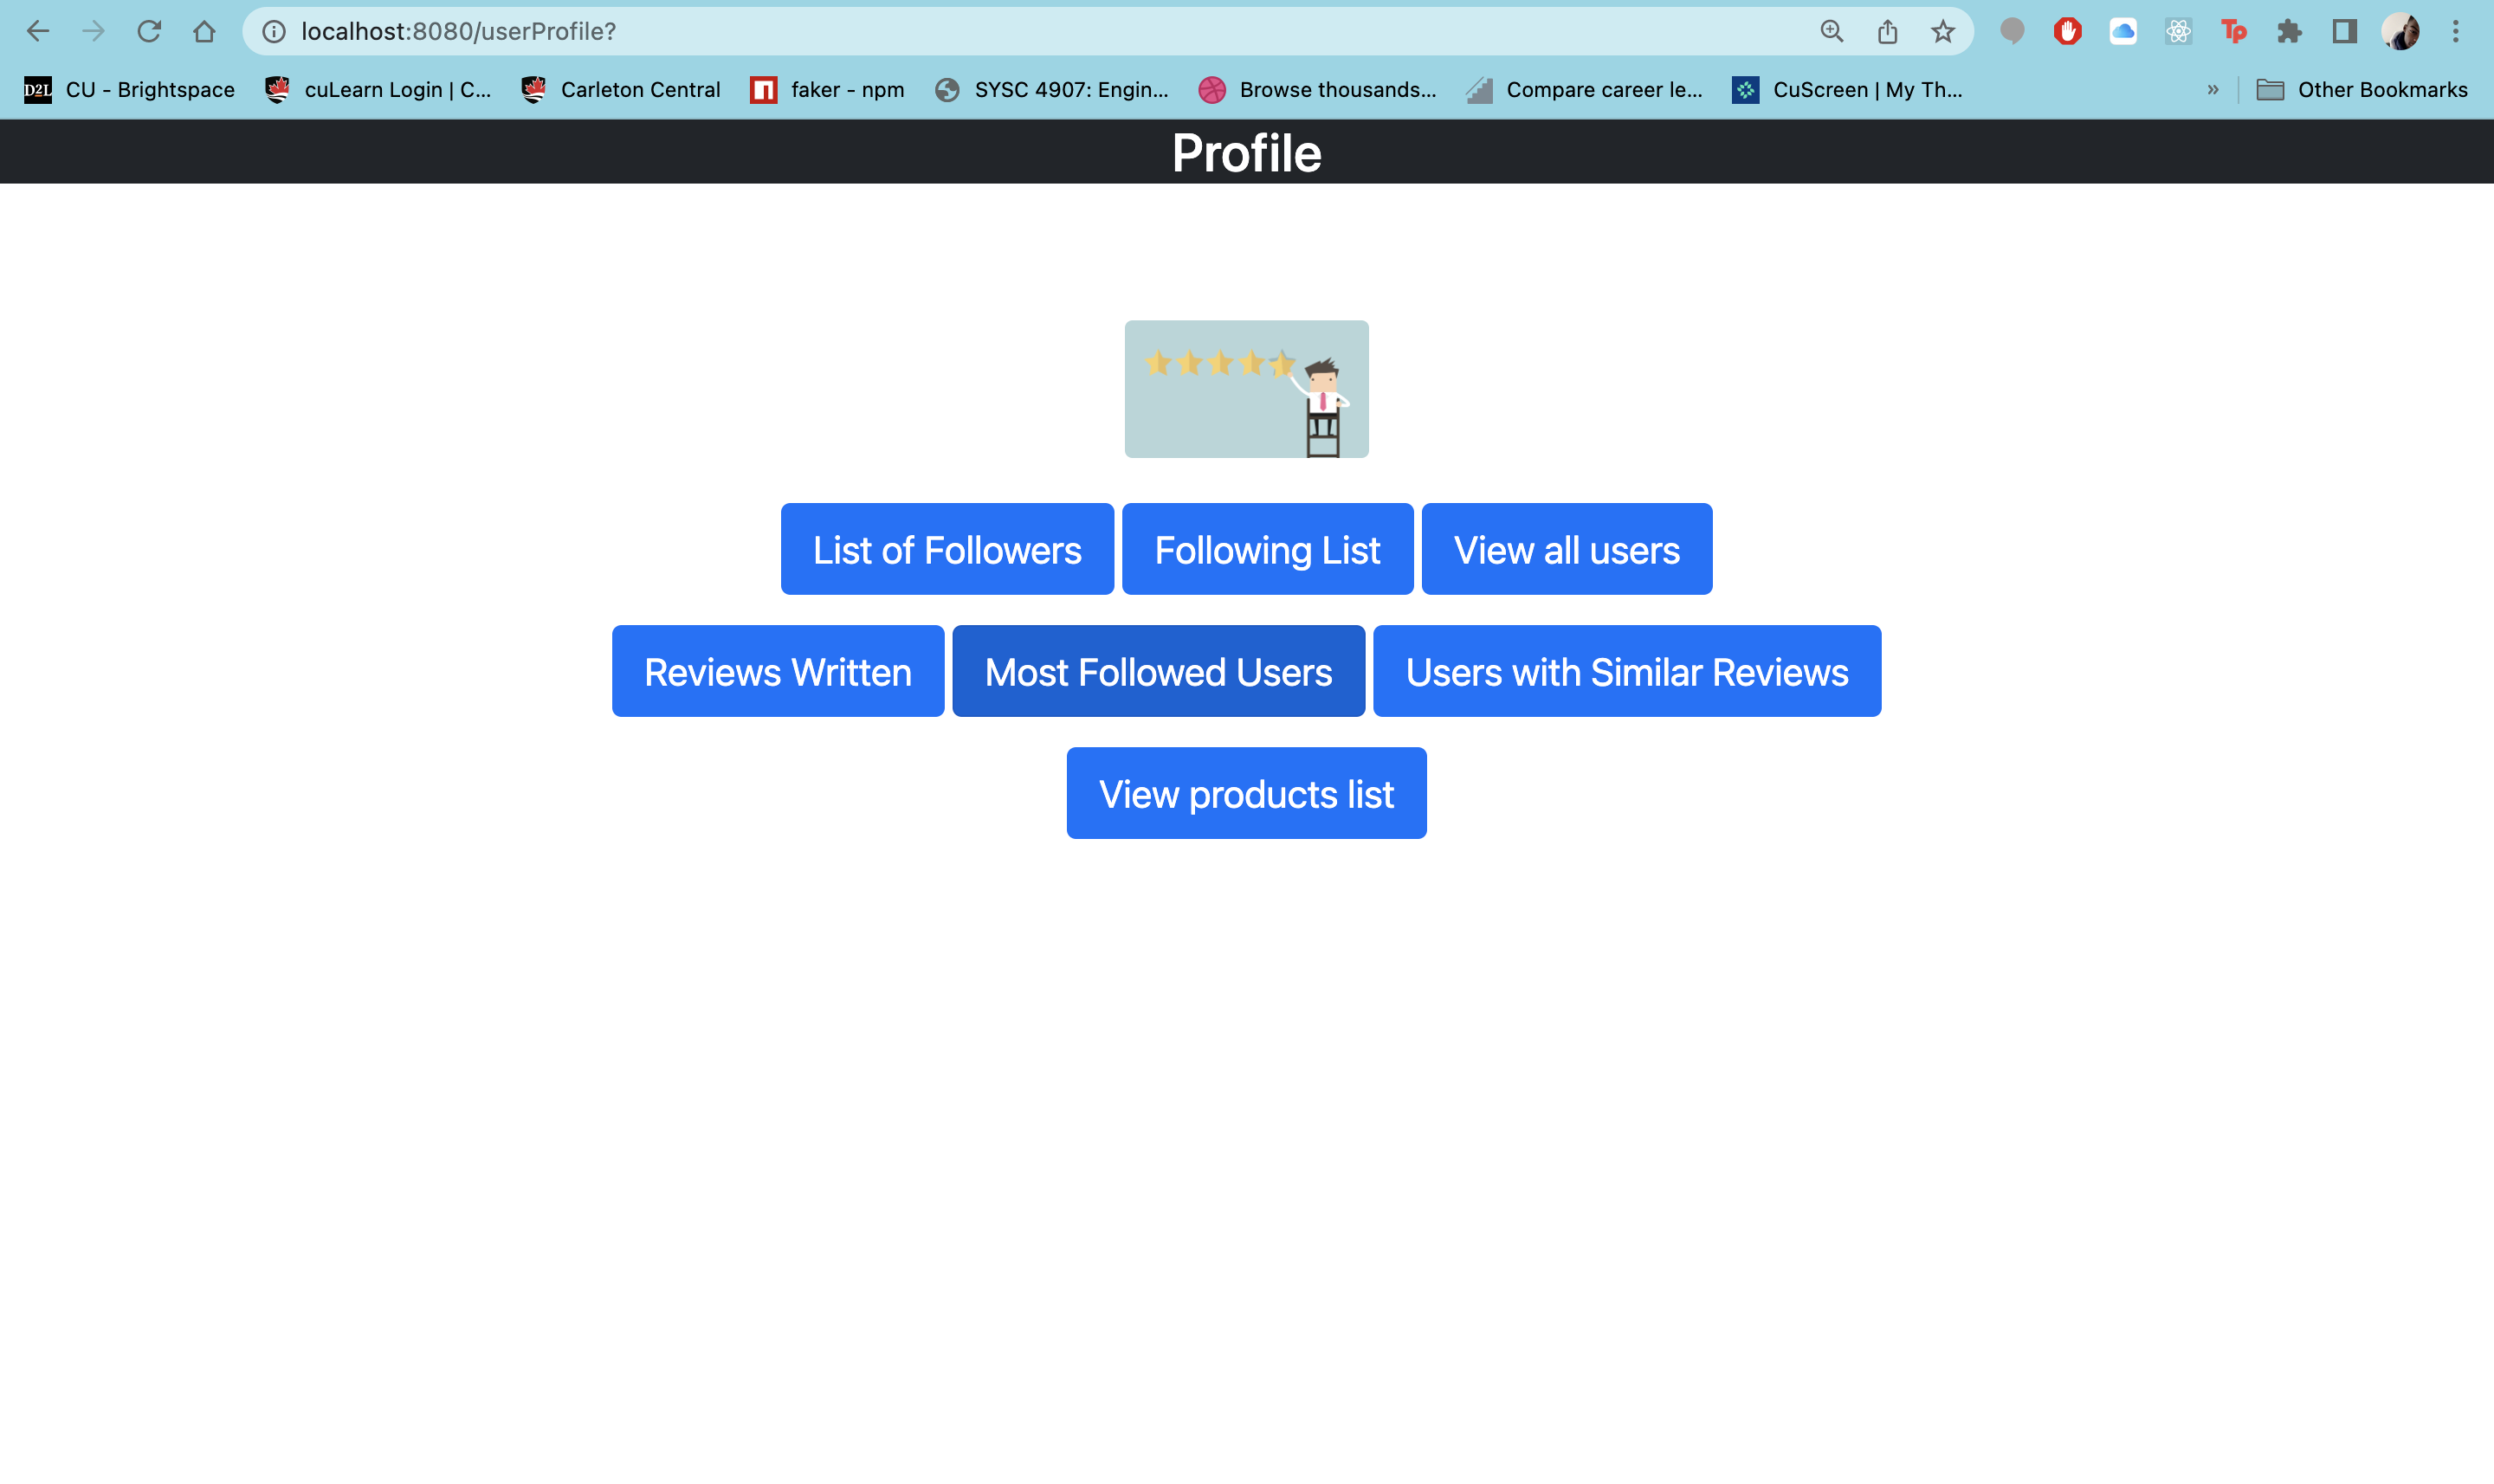 localhost:8080/userProfile?
Tp
D2L CU - Brightspace cuLearn Login | C... Carleton Central n faker - npm SYSC 4907: Engin... Browse thousands... Compare career le... CuScreen | My Th... » Other Bookmarks
Profile
List of Followers Following List View all users
Reviews Written Most Followed Users Users with Similar Reviews
View products list